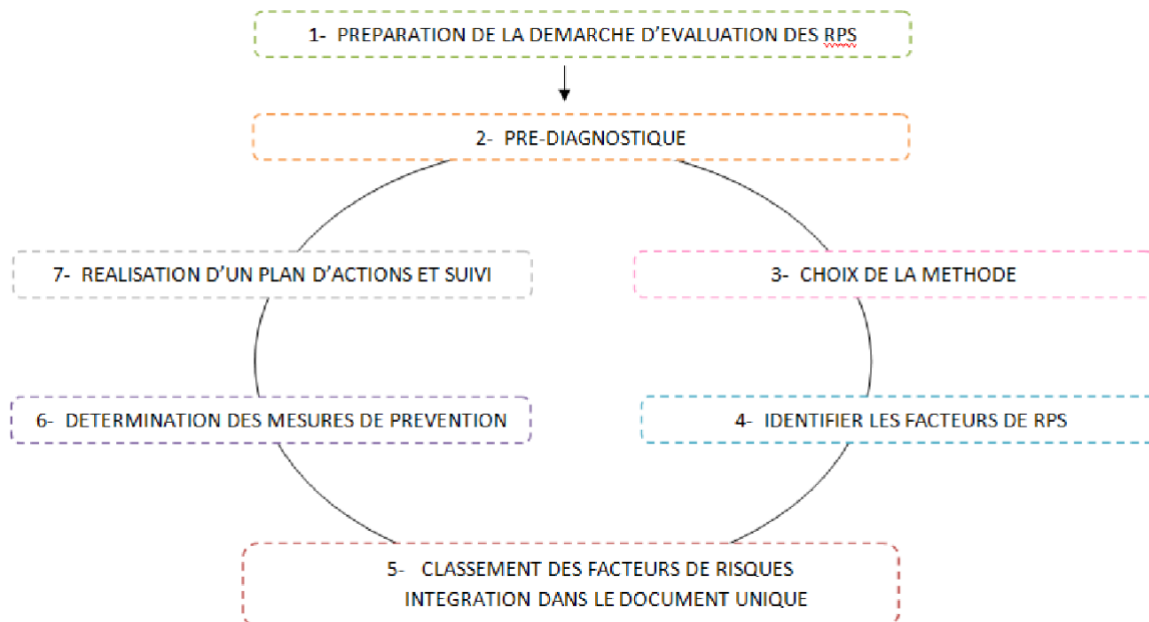 1- PREPARATION DE LA DEMARCHE D'EVALUATION DES RPS
2- PRE-DIAGNOSTIQUE
3- CHOIX DE LA METHODE
4- IDENTIFIER LES FACTEURS DE RPS
5- CLASSEMENT DES FACTEURS DE RISQUES
INTEGRATION DANS LE DOCUMENT UNIQUE
6- DETERMINATION DES MESURES DE PREVENTION
7- REALISATION D'UN PLAN D'ACTIONS ET SUIVI